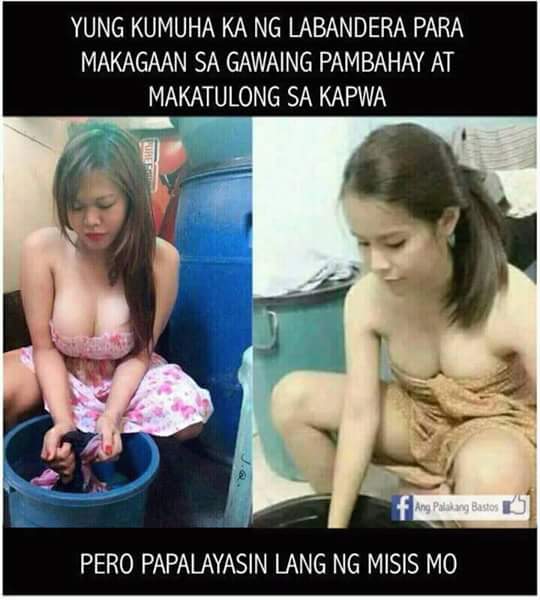 YUNG KUMUHA KA NG LABANDERA PARA
MAKAGAAN SA GAWAING PAMBAHAY AT
MAKATULONG SA KAPWA
Ang Palakang Bastos
PERO PAPALAYASIN LANG NG MISIS MO